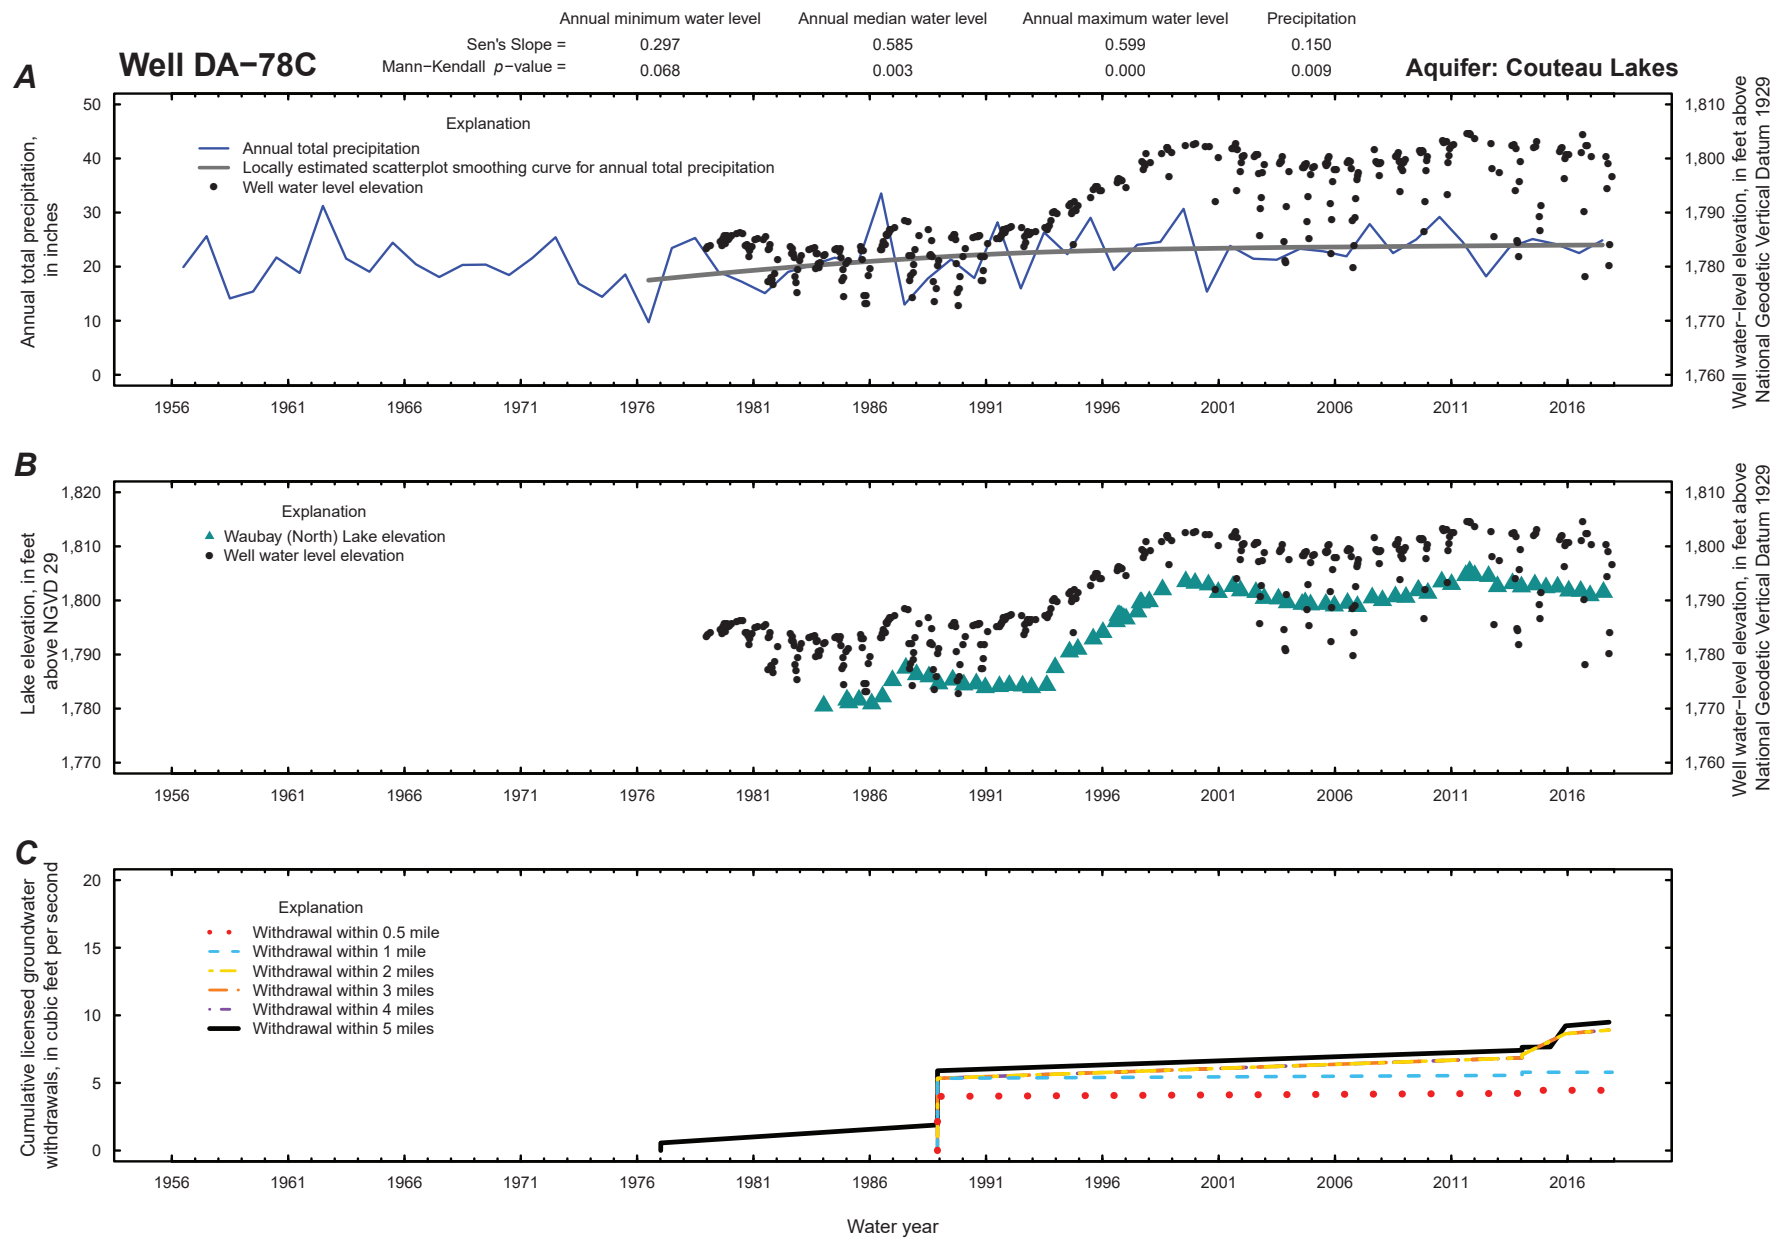 Annual minimum water level Annual median water level Annual maximum water level Precipitation
Sen's Slope = 0.297 0.585 0.599 0.150
Mann−Kendall p−value = 0.068 0.003 0.000 0.009
Well DA−78C
Aquifer: Couteau Lakes
A
Annual total precipitation,
in inches
50
40
30
20
10
0
Explanation
Annual total precipitation
Locally estimated scatterplot smoothing curve for annual total precipitation
Well water level elevation
1,810
1,800
1,790
1,780
1,770
1,760
Well water−level elevation, in feet above
National Geodetic Vertical Datum 1929
1956 1961 1966 1971 1976 1981 1986 1991 1996 2001 2006 2011 2016
B
Lake elevation, in feet
above NGVD 29
1,820
1,810
1,800
1,790
1,780
1,770
Explanation
Waubay (North) Lake elevation
Well water level elevation
1,810
1,800
1,790
1,780
1,770
1,760
Well water−level elevation, in feet above
National Geodetic Vertical Datum 1929
1956 1961 1966 1971 1976 1981 1986 1991 1996 2001 2006 2011 2016
C
Cumulative licensed groundwater
withdrawals, in cubic feet per second
20
15
10
5
0
Explanation
Withdrawal within 0.5 mile
Withdrawal within 1 mile
Withdrawal within 2 miles
Withdrawal within 3 miles
Withdrawal within 4 miles
Withdrawal within 5 miles
1956 1961 1966 1971 1976 1981 1986 1991 1996 2001 2006 2011 2016
Water year